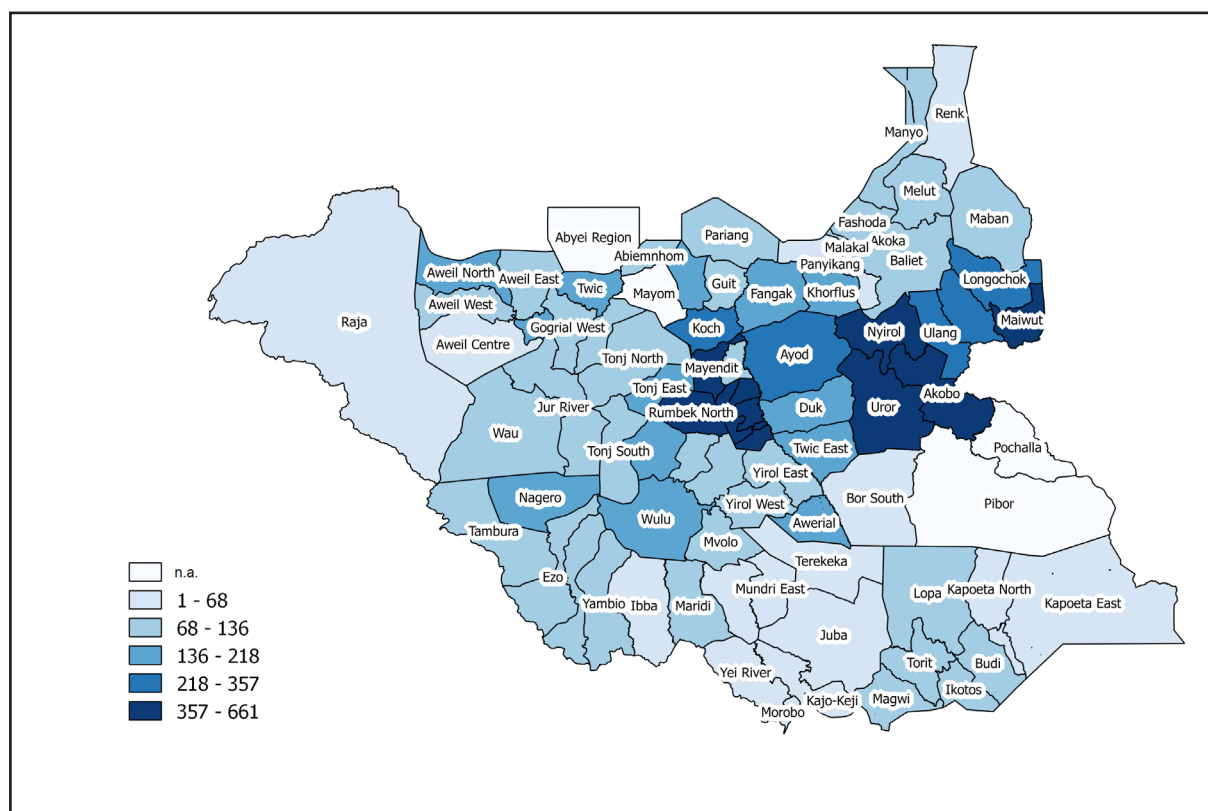 Renk
Manyo
Melut
Maban
Fashoda
Abyei Region
Pariang
Malakal
Akoka
Abiemnhom
Baliet
Panyikang
Aweil North
Aweil East
Longochok
Twic
Guit
Mayom
Fangak
Khorflus
Aweil West
Maiwut
Raja
Gogrial West
Koch
Nyirol
Ulang
Aweil Centre
Tonj North
Mayendit
Ayod
Tonj East
Akobo
Jur River
Rumbek North
Duk
Uror
Wau
Tonj South
Twic East
Pochalla
Yirol East
Nagero
Bor South
Yirol West
Pibor
Wulu
Awerial
Tambura
Mvolo
Terekeka
n.a.
Ezo
Mundri East
Kapoeta North
1 - 68
Yambio
Ibba
Maridi
Lopa
Kapoeta East
68 - 136
Juba
136 - 218
Torit
Budi
Yei River
218 - 357
Ikotos
Kajo-Keji
Magwi
357 - 661
Morobo